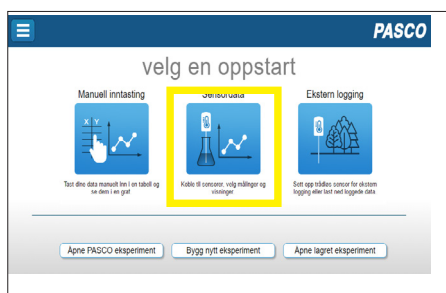 PASCO
velg en oppstart
Manuell inntasting
Sensordata
Ekstern logging
X Y
Tast dine data manuelt inn i en tabell og
se dem i en graf
Koble til sensorer, velg målinger og
visninger
Sett opp trådløs sensor for ekstern
logging eller last ned loggede data
Åpne PASCO eksperiment
Bygg nytt eksperiment
Åpne lagret eksperiment